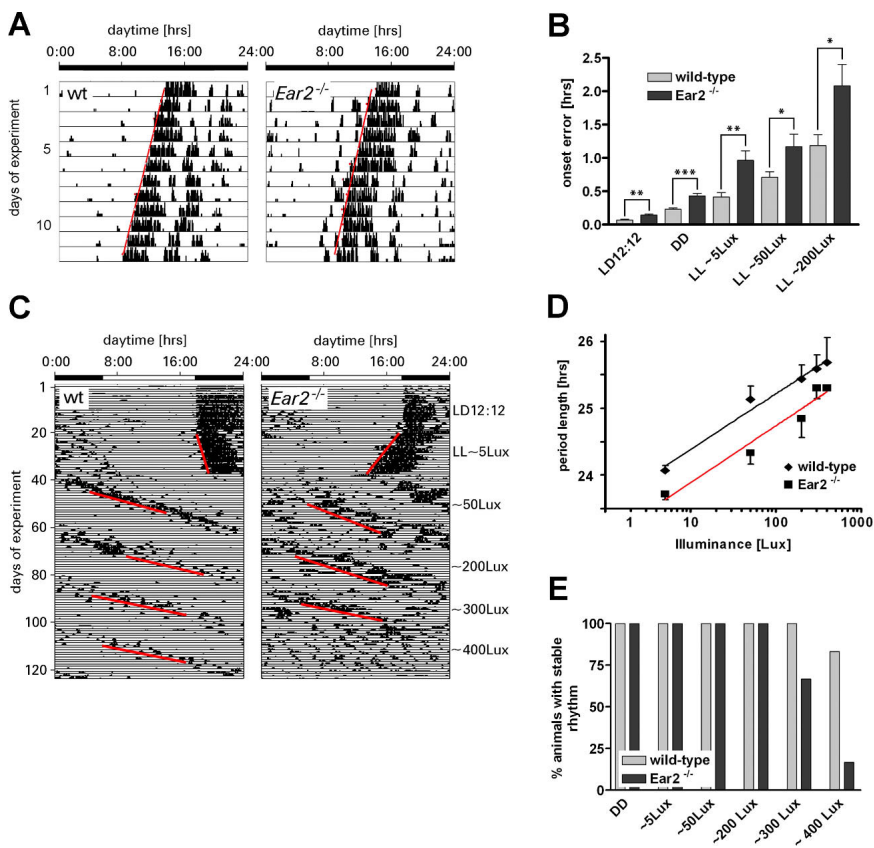 A
daytime [hrs]
daytime [hrs]
0:00 8:00 16:00 24:00 8:00 16:00 24:00
days of experiment
1
5
10
wt
Ear2 -/-
B
onset error [hrs]
2.5
2.0
1.5
1.0
0.5
0.0
wild-type
Ear2 -/-
**
***
**
*
*
LD12:12
DD
LL ~5Lux
LL ~50Lux
LL ~200Lux
C
daytime [hrs]
daytime [hrs]
0:00 8:00 16:00 24:00 8:00 16:00 24:00
days of experiment
1
20
40
60
80
100
120
wt
Ear2 -/-
LD12:12
LL~5Lux
~50Lux
~200Lux
~300Lux
~400Lux
D
period length [hrs]
26
25
24
wild-type
Ear2 -/-
1 10 100 1000
Illuminance [Lux]
E
% animals with stable
rhythm
100
75
50
25
0
wild-type
Ear2 -/-
DD
~5Lux
~50Lux
~200 Lux
~300 Lux
~ 400 Lux